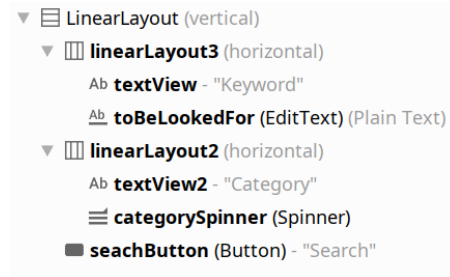 LinearLayout (vertical)
linearLayout3 (horizontal)
Ab textView - "Keyword"
Ab toBeLookedFor (EditText) (Plain Text)
linearLayout2 (horizontal)
Ab textView2 - "Category"
categorySpinner (Spinner)
seachButton (Button) - "Search"